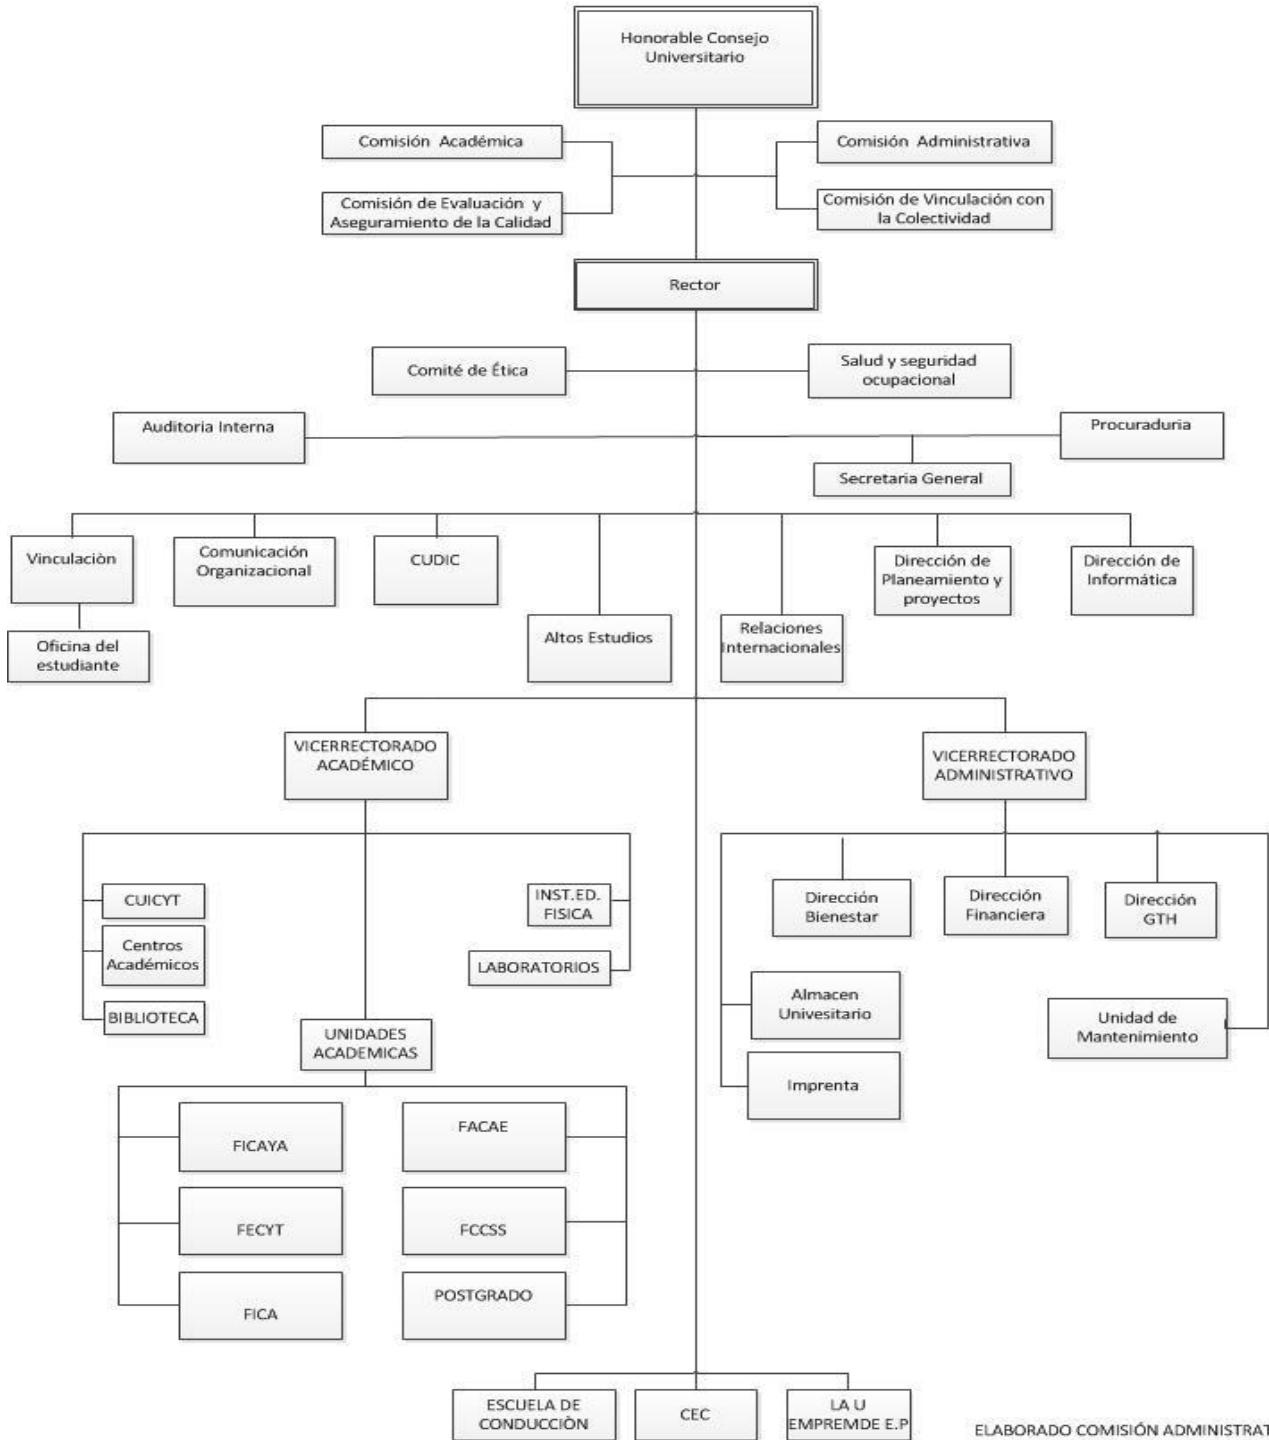 Honorable Consejo
Universitario
Comisión Académica
Comisión Administrativa
Comisión de Evaluación y
Aseguramiento de la Calidad
Comisión de Vinculación con
la Colectividad
Rector
Comité de Ética
Salud y seguridad
ocupacional
Auditoria Interna
Procuraduria
Secretaria General
Vinculaciòn
Comunicación
Organizacional
CUDIC
Dirección de
Planeamiento y
proyectos
Dirección de
Informática
Oficina del
estudiante
Altos Estudios
Relaciones
Internacionales
VICERRECTORADO
ACADÉMICO
VICERRECTORADO
ADMINISTRATIVO
CUICYT
Centros
Académicos
BIBLIOTECA
INST.ED.
FISICA
LABORATORIOS
Dirección
Bienestar
Dirección
Financiera
Dirección
GTH
Almacen
Univesitario
Unidad de
Mantenimiento
Imprenta
UNIDADES
ACADEMICAS
FICAYA
FACAE
FECYT
FCCSS
FICA
POSTGRADO
ESCUELA DE
CONDUCCIÒN
CEC
LA U
EMPREMDE E.P
ELABORADO COMISIÓN ADMINISTRAT